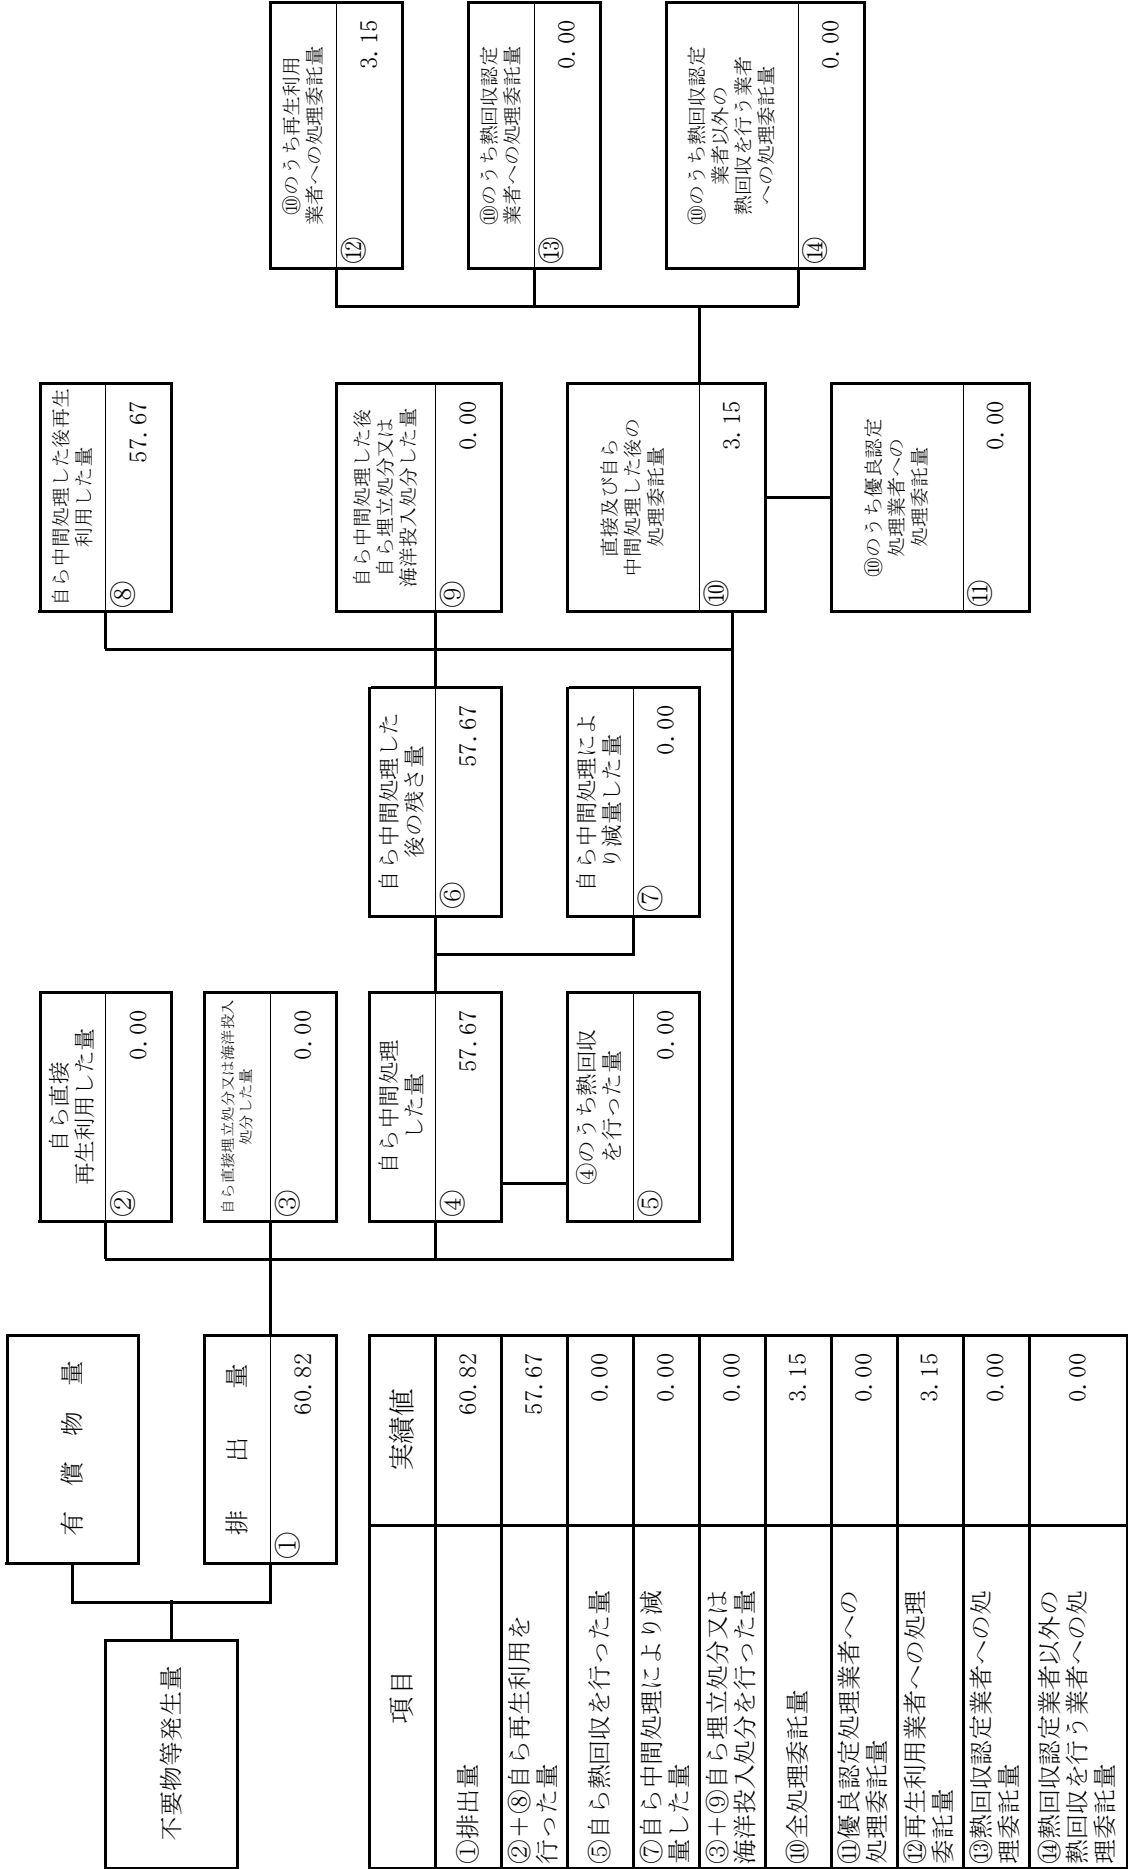 不要物等発生量
有償物量
排出量
①
60.82
自ら直接
再生利用した量
②
0.00
自ら直接埋立処分又は海洋投入
処分した量
③
0.00
自ら中間処理
した量
④
57.67
④のうち熱回収
を行った量
⑤
0.00
自ら中間処理した
後の残さ量
⑥
57.67
自ら中間処理によ
り減量した量
⑦
0.00
自ら中間処理した後再生
利用した量
⑧
57.67
自ら中間処理した後
自ら埋立処分又は
海洋投入処分した量
⑨
0.00
直接及び自ら
中間処理した後の
処理委託量
⑩
3.15
⑩のうち優良認定
処理業者への
処理委託量
⑪
0.00
⑩のうち再生利用
業者への処理委託量
⑫
3.15
⑩のうち熱回収認定
業者への処理委託量
⑬
0.00
⑩のうち熱回収認定
業者以外の
熱回収を行う業者
への処理委託量
⑭
0.00
項目
実績値
①排出量
60.82
②+⑧自ら再生利用を
行った量
57.67
⑤自ら熱回収を行った量
0.00
⑦自ら中間処理により減
量した量
0.00
③+⑨自ら埋立処分又は
海洋投入処分を行った量
0.00
⑩全処理委託量
3.15
⑪優良認定処理業者への
処理委託量
0.00
⑫再生利用業者への処理
委託量
3.15
⑬熱回収認定業者への処
理委託量
0.00
⑭熱回収認定業者以外の
熱回収を行う業者への処
理委託量
0.00